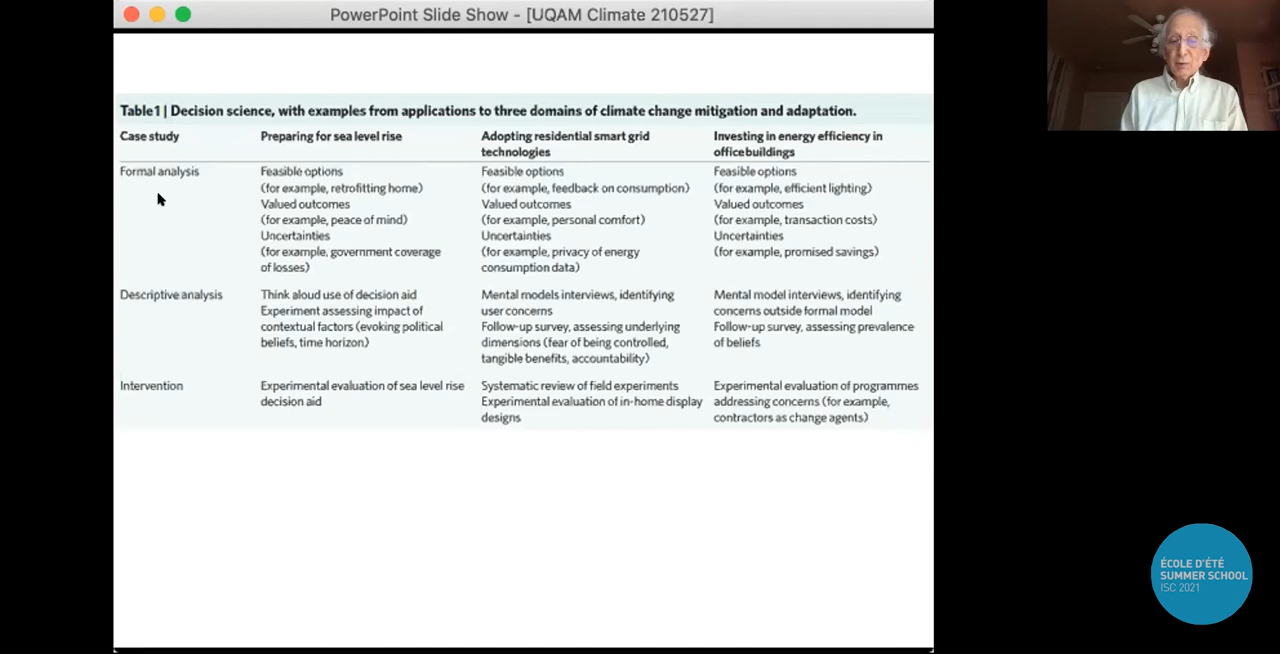 PowerPoint Slide Show - [UQAM Climate 210527]
Table 1 | Decision science, with examples from applications to three domains of climate change mitigation and adaptation.
Case study
Preparing for sea level rise
Adopting residential smart grid
technologies
Investing in energy efficiency in
office buildings
Formal analysis
Feasible options
(for example, retrofitting home)
Valued outcomes
(for example, peace of mind)
Uncertainties
(for example, government coverage
of losses)
Feasible options
(for example, feedback on consumption)
Valued outcomes
(for example, personal comfort)
Uncertainties
(for example, privacy of energy
consumption data)
Feasible options
(for example, efficient lighting)
Valued outcomes
(for example, transaction costs)
Uncertainties
(for example, promised savings)
Descriptive analysis
Think aloud use of decision aid
Experiment assessing impact of
contextual factors (evoking political
beliefs, time horizon)
Mental models interviews, identifying
user concerns
Follow-up survey, assessing underlying
dimensions (fear of being controlled,
tangible benefits, accountability)
Mental model interviews, identifying
concerns outside formal model
Follow-up survey, assessing prevalence
of beliefs
Intervention
Experimental evaluation of sea level rise
decision aid
Systematic review of field experiments
Experimental evaluation of in-home display
designs
Experimental evaluation of programmes
addressing concerns (for example,
contractors as change agents)
ÉCOLE D'ÉTÉ
SUMMER SCHOOL
ISC 2021